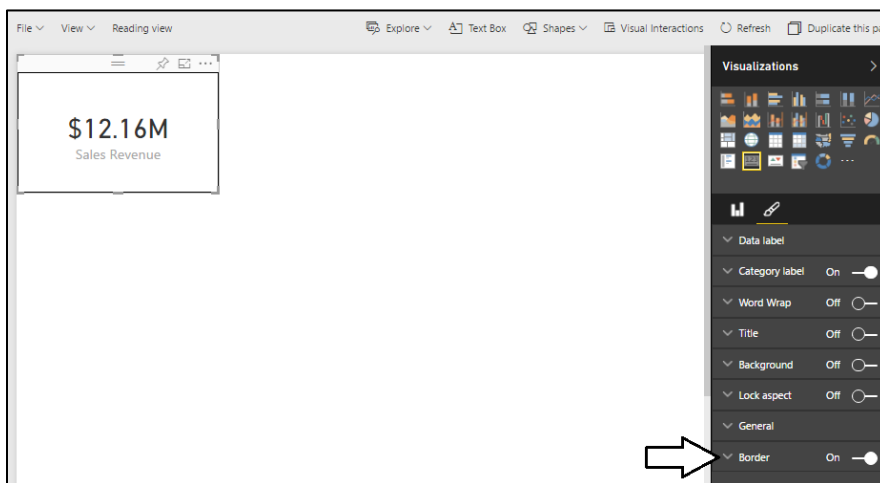 File View Reading view Explore Text Box Shapes Visual Interactions Refresh Duplicate this pa
Visualizations
$12.16M
Sales Revenue
Data label
Category label On
Word Wrap Off
Title Off
Background Off
Lock aspect Off
General
Border On